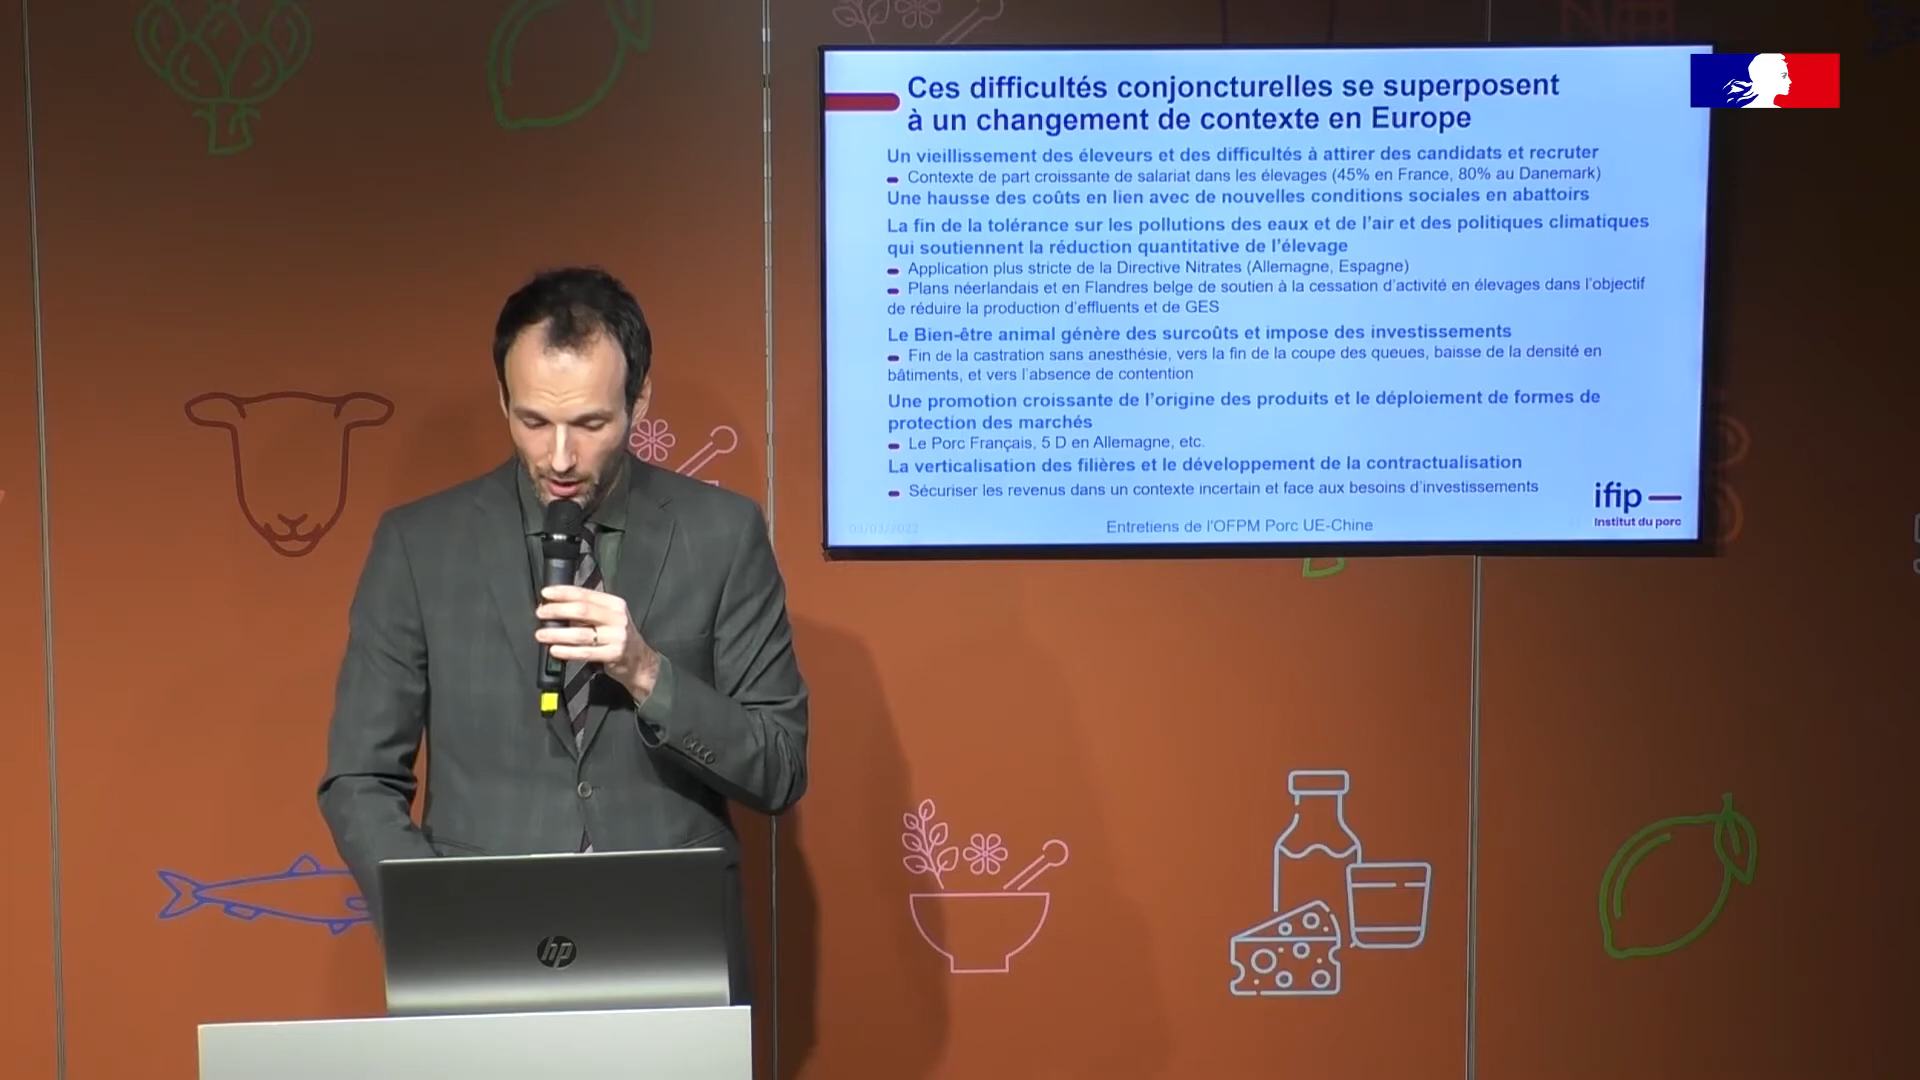 Ces difficultés conjoncturelles se superposent
à un changement de contexte en Europe
Un vieillissement des éleveurs et des difficultés à attirer des candidats et recruter
Contexte de part croissante de salariat dans les élevages (45% en France, 80% au Danemark)
Une hausse des coûts en lien avec de nouvelles conditions sociales en abattoirs
La fin de la tolérance sur les pollutions des eaux et de l'air et des politiques climatiques
qui soutiennent la réduction quantitative de l'élevage
Application plus stricte de la Directive Nitrates (Allemagne, Espagne)
Plans néerlandais et en Flandres belge de soutien à la cessation d'activité en élevages dans l'objectif
de réduire la production d'effluents et de GES
Le Bien-être animal génère des surcoûts et impose des investissements
Fin de la castration sans anesthésie, vers la fin de la coupe des queues, baisse de la densité en
bâtiments, et vers l'absence de contention
Une promotion croissante de l'origine des produits et le déploiement de formes de
protection des marchés
Le Porc Français, 5 D en Allemagne, etc.
La verticalisation des filières et le développement de la contractualisation
Sécuriser les revenus dans un contexte incertain et face aux besoins d'investissements
ifip
Institut du porc
03/03/2022
Entretiens de l'OFPM Porc UE-Chine
hp